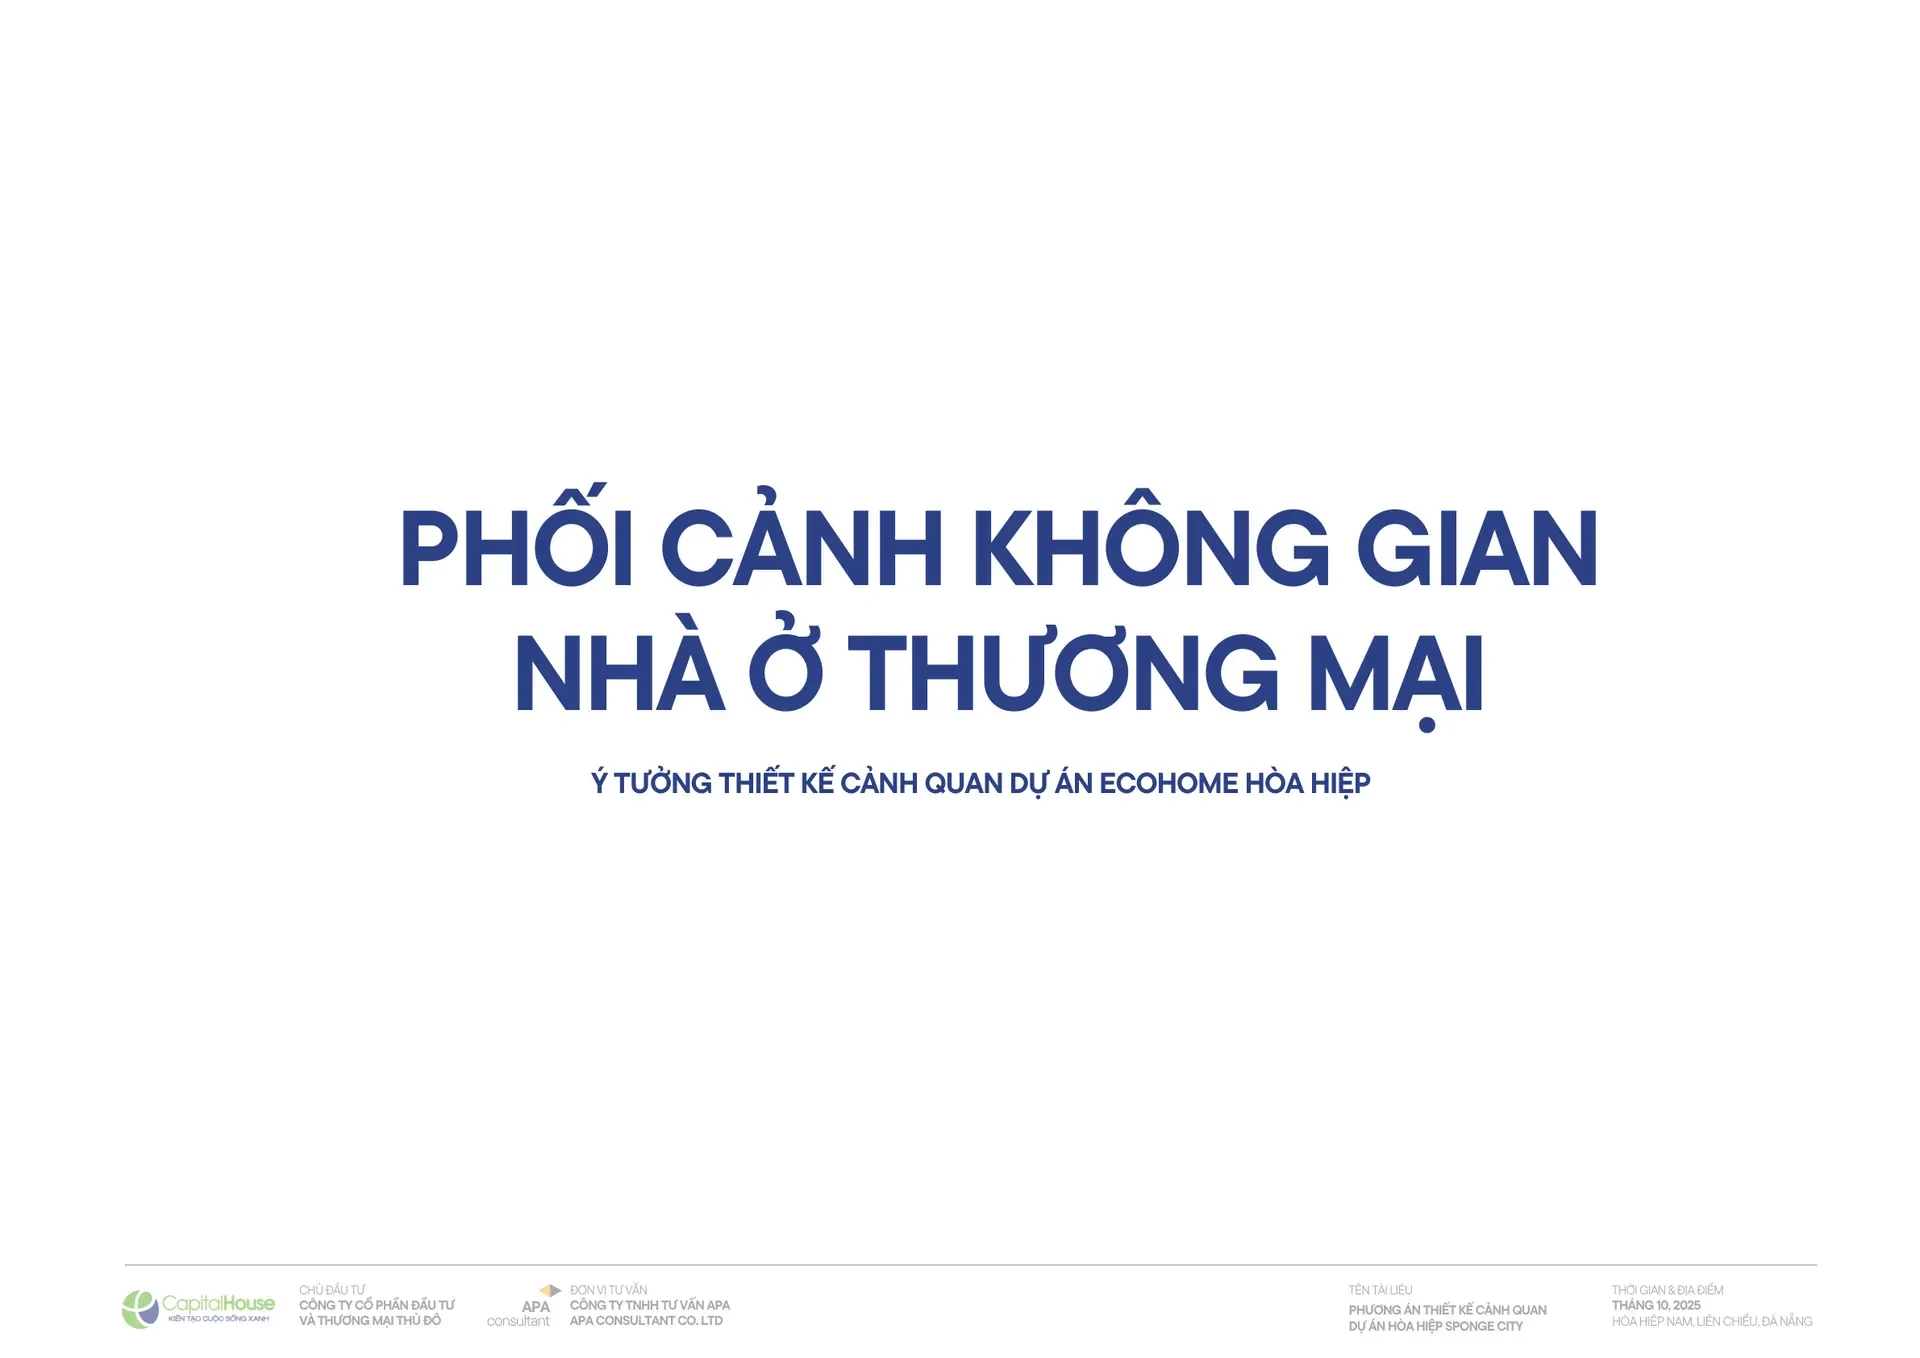 PHỐI CẢNH KHÔNG GIAN
NHÀ Ở THƯƠNG MẠI
Ý TƯỞNG THIẾT KẾ CẢNH QUAN DỰ ÁN ECOHOME HÒA HIỆP
CapitalHouse
KIẾN TẠO CUỘC SỐNG XANH
CHỦ ĐẦU TƯ
CÔNG TY CỔ PHẦN ĐẦU TƯ
VÀ THƯƠNG MẠI THỦ ĐÔ
APA
consultant
ĐƠN VỊ TƯ VẤN
CÔNG TY TNHH TƯ VẤN APA
APA CONSULTANT CO. LTD
TÊN TÀI LIỆU
PHƯƠNG ÁN THIẾT KẾ CẢNH QUAN
DỰ ÁN HÒA HIỆP SPONGE CITY
THỜI GIAN & ĐỊA ĐIỂM
THÁNG 10, 2025
HÒA HIỆP NAM, LIÊN CHIỂU, ĐÀ NẴNG